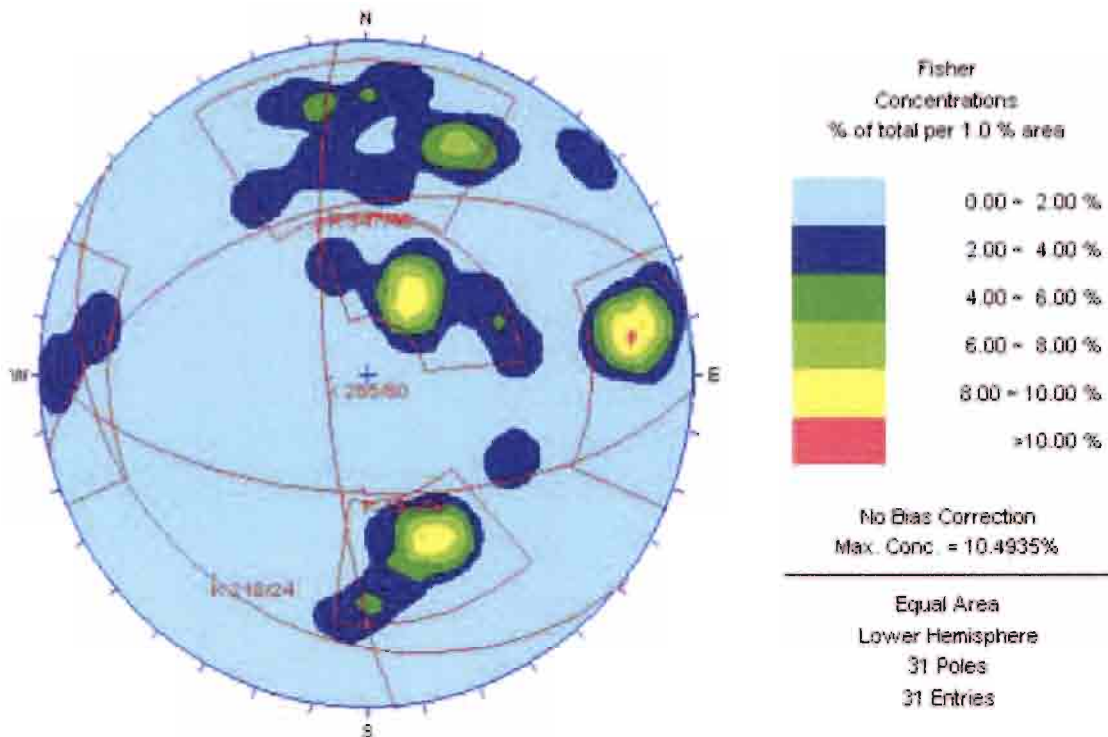 N
W
E
S
Fisher
Concentrations
% of total per 1.0 % area
0.00 ~ 2.00 %
2.00 ~ 4.00 %
4.00 ~ 6.00 %
6.00 ~ 8.00 %
8.00 ~ 10.00 %
>10.00 %
No Bias Correction
Max. Conc. = 10.4935%
Equal Area
Lower Hemisphere
31 Poles
31 Entries